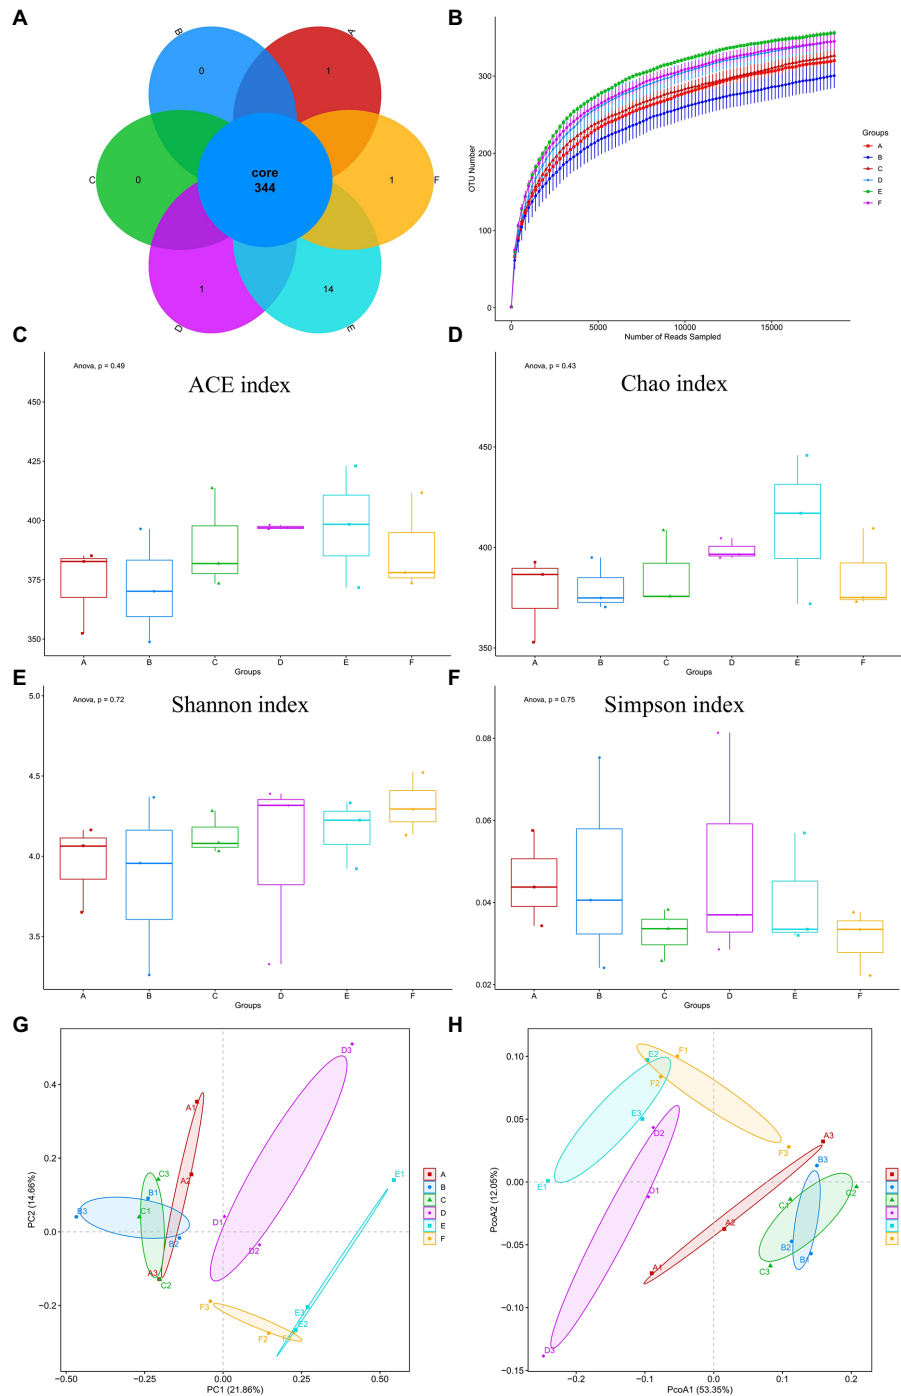 A
B
A
0
1
C
0
core
344
1
F
1
14
D
E
B
OTU Number
300
200
100
0
0
5000
10000
15000
Number of Reads Sampled
Groups
A
B
C
D
E
F
C
Anova, p = 0.49
ACE index
450
425
400
375
350
A
B
C
D
E
F
Groups
D
Anova, p = 0.43
Chao index
450
400
350
A
B
C
D
E
F
Groups
E
Anova, p = 0.72
Shannon index
5.0
4.5
4.0
3.5
A
B
C
D
E
F
Groups
F
Anova, p = 0.75
Simpson index
0.08
0.06
0.04
0.02
A
B
C
D
E
F
Groups
G
PC2 (14.66%)
0.4
0.2
0.0
−0.2
D3
A1
A2
C3
B1
B3
C1
B2
A3
C2
D1
D2
E1
F3
E3
E2
F2
−0.50
−0.25
0.00
0.25
0.50
PC1 (21.86%)
A
B
C
D
E
F
H
PcoA2 (12.05%)
0.10
0.05
0.00
−0.05
−0.10
−0.15
E2
F1
F2
E3
D2
A3
F3
B3
E1
D1
C2
C1
A2
B2
B1
C3
A1
D3
−0.2
−0.1
0.0
0.1
0.2
PcoA1 (53.35%)